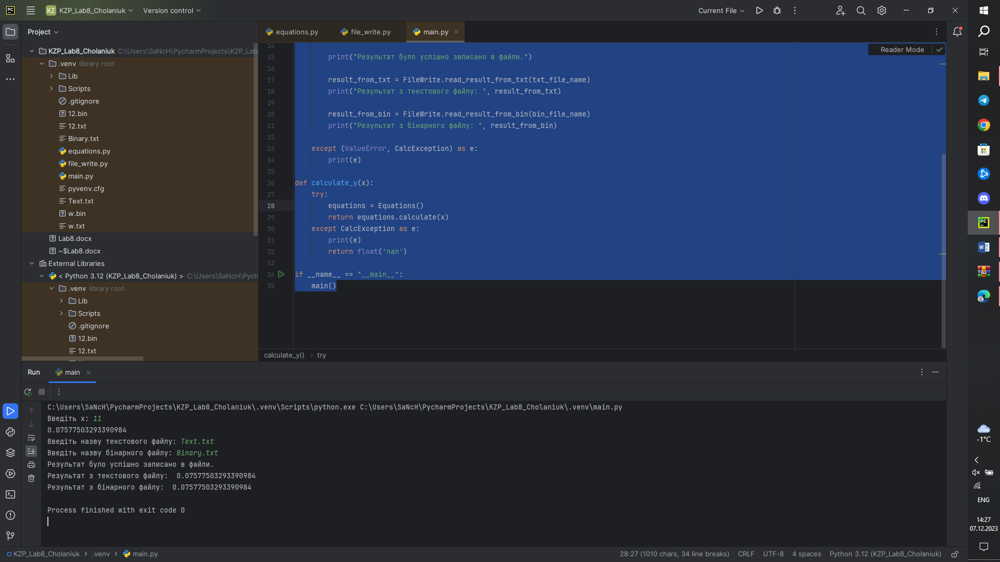 KZ KZP_Lab8_Cholaniuk Version control Current File
Project
KZP_Lab8_Cholaniuk C:\Users\SaNcH\PycharmProjects\KZP_Lab8
.venv library root
Lib
Scripts
.gitignore
12.bin
12.txt
Binary.txt
equations.py
file_write.py
main.py
pyvenv.cfg
Text.txt
w.bin
w.txt
Lab8.docx
~$Lab8.docx
External Libraries
< Python 3.12 (KZP_Lab8_Cholaniuk) > C:\Users\SaNcH\Pych
.venv library root
Lib
Scripts
.gitignore
12.bin
12.txt
equations.py file_write.py main.py
Reader Mode
14
15 print("Результат було успішно записано в файли.")
16
17 result_from_txt = FileWrite.read_result_from_txt(txt_file_name)
18 print("Результат з текстового файлу: ", result_from_txt)
19
20 result_from_bin = FileWrite.read_result_from_bin(bin_file_name)
21 print("Результат з бінарного файлу: ", result_from_bin)
22
23 except (ValueError, CalcException) as e:
24 print(e)
25
26 def calculate_y(x):
27 try:
28 equations = Equations()
29 return equations.calculate(x)
30 except CalcException as e:
31 print(e)
32 return float('nan')
33
34 if __name__ == "__main__":
35 main()
calculate_y() › try
Run main
C:\Users\SaNcH\PycharmProjects\KZP_Lab8_Cholaniuk\.venv\Scripts\python.exe C:\Users\SaNcH\PycharmProjects\KZP_Lab8_Cholaniuk\.venv\main.py
Введіть x: 11
0.07577503293390984
Введіть назву текстового файлу: Text.txt
Введіть назву бінарного файлу: Binary.txt
Результат було успішно записано в файли.
Результат з текстового файлу:  0.07577503293390984
Результат з бінарного файлу:  0.07577503293390984
Process finished with exit code 0
KZP_Lab8_Cholaniuk > .venv > main.py
28:27 (1010 chars, 34 line breaks) CRLF UTF-8 4 spaces Python 3.12 (KZP_Lab8_Cholaniuk)
-1°C
ENG
14:27
07.12.2023